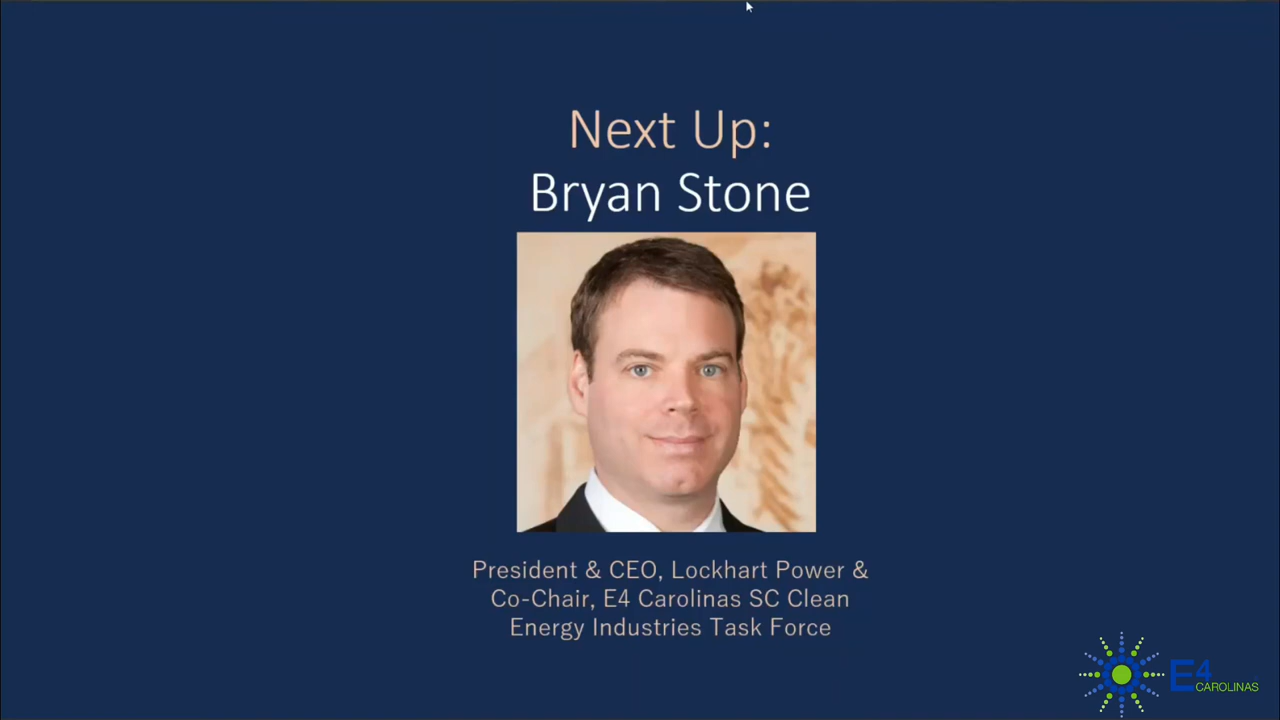 Next Up:
Bryan Stone
President & CEO, Lockhart Power &
Co-Chair, E4 Carolinas SC Clean
Energy Industries Task Force
E4
CAROLINAS